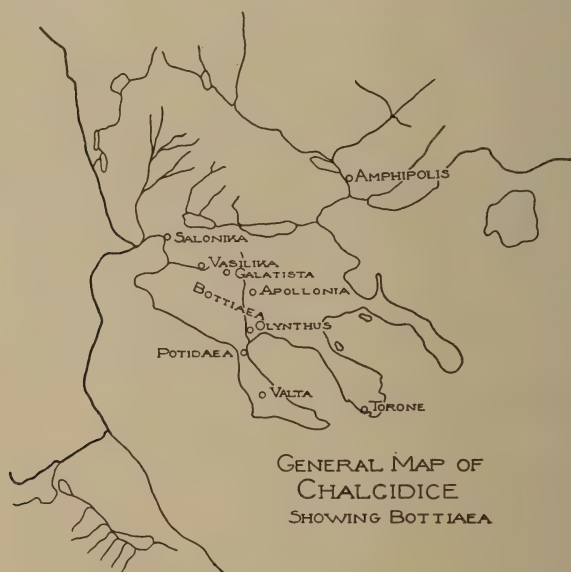 AMPHIPOLIS
SALONIKA
VASILIKA
GALATISTA
APOLLONIA
BOTTIAEA
OLYNTHUS
POTIDAEA
VALTA
TORONE
GENERAL MAP OF
CHALCIDICE
SHOWING BOTTIAEA